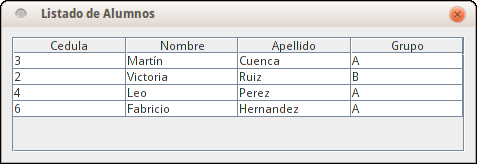 Listado de Alumnos
Cedula Nombre Apellido Grupo
3 Martín Cuenca A
2 Victoria Ruiz B
4 Leo Perez A
6 Fabricio Hernandez A